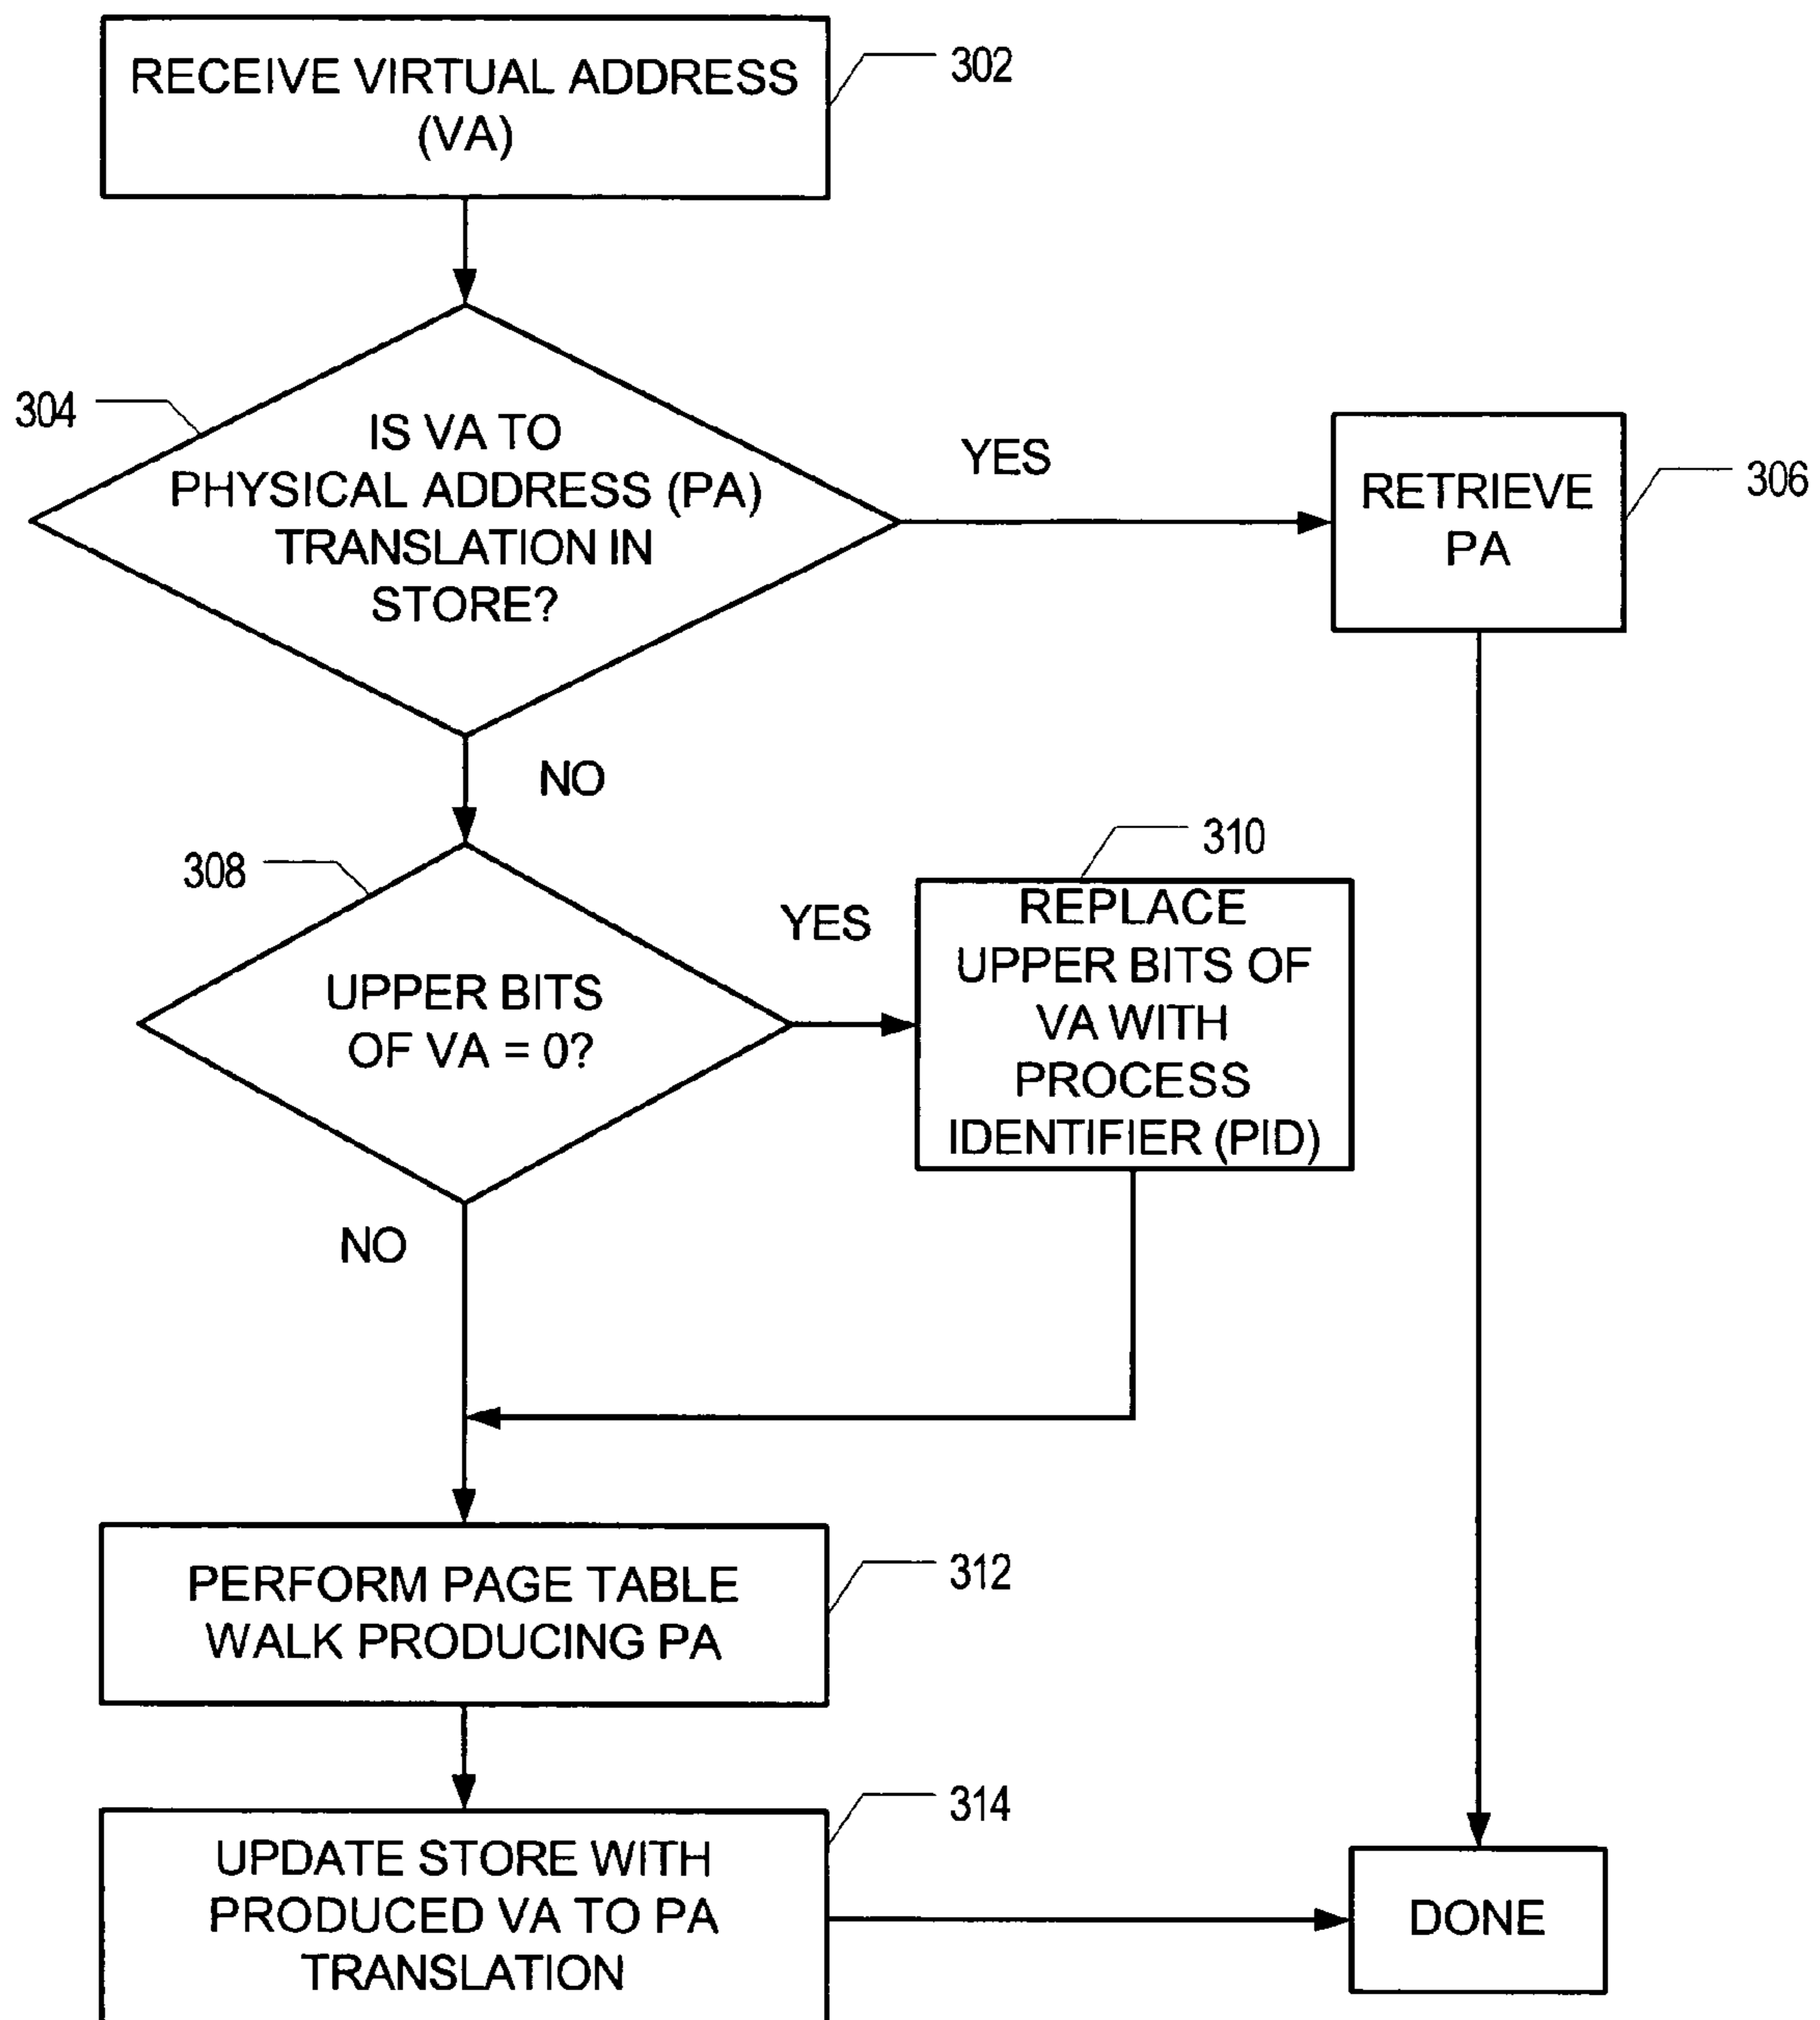 RECEIVE VIRTUAL ADDRESS
(VA)
302
304
IS VA TO
PHYSICAL ADDRESS (PA)
TRANSLATION IN
STORE?
YES
RETRIEVE
PA
306
NO
308
UPPER BITS
OF VA = 0?
YES
310
REPLACE
UPPER BITS OF
VA WITH
PROCESS
IDENTIFIER (PID)
NO
PERFORM PAGE TABLE
WALK PRODUCING PA
312
UPDATE STORE WITH
PRODUCED VA TO PA
TRANSLATION
314
DONE